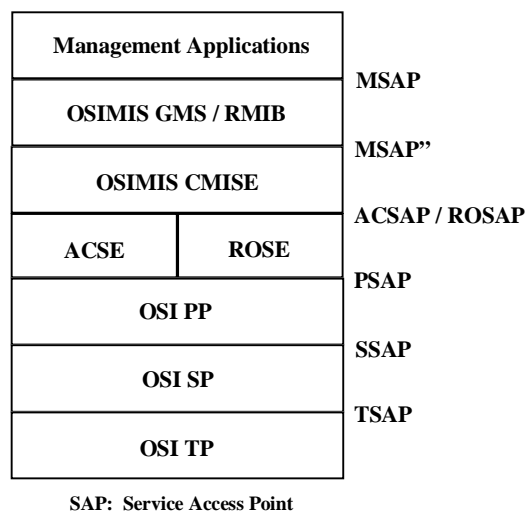 Management Applications
MSAP
OSIMIS GMS / RMIB
MSAP”
OSIMIS CMISE
ACSAP / ROSAP
ACSE
ROSE
PSAP
OSI PP
SSAP
OSI SP
TSAP
OSI TP
SAP: Service Access Point